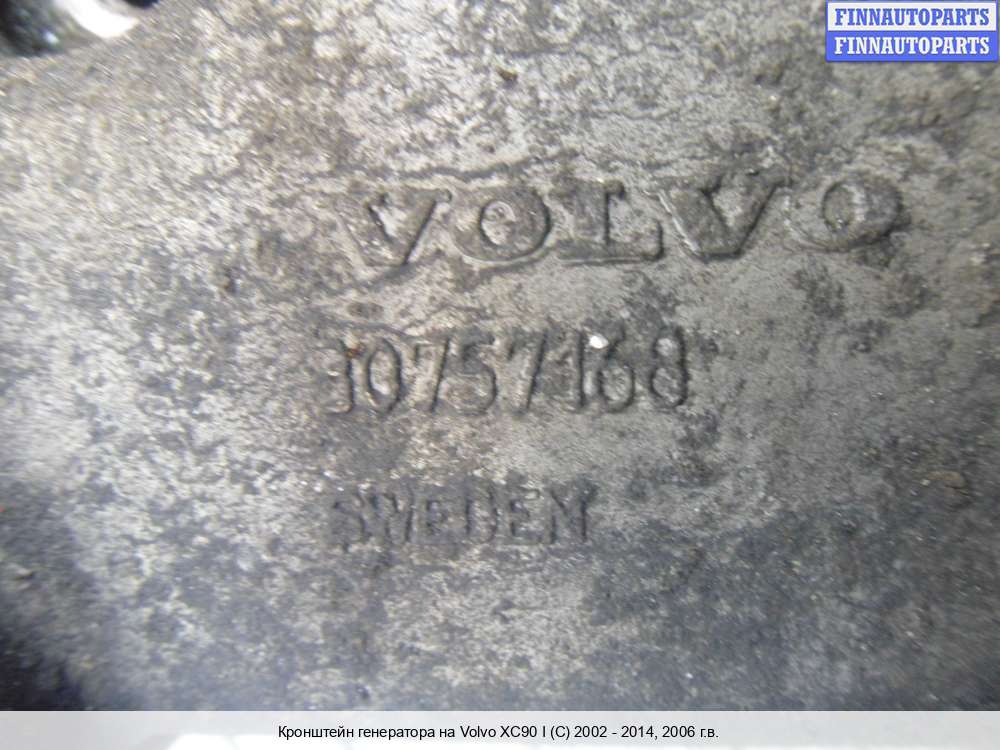 FINNAUTOPARTS
FINNAUTOPARTS
VOLVO
30757168
SWEDEN
Кронштейн генератора на Volvo XC90 I (C) 2002 - 2014, 2006 г.в.